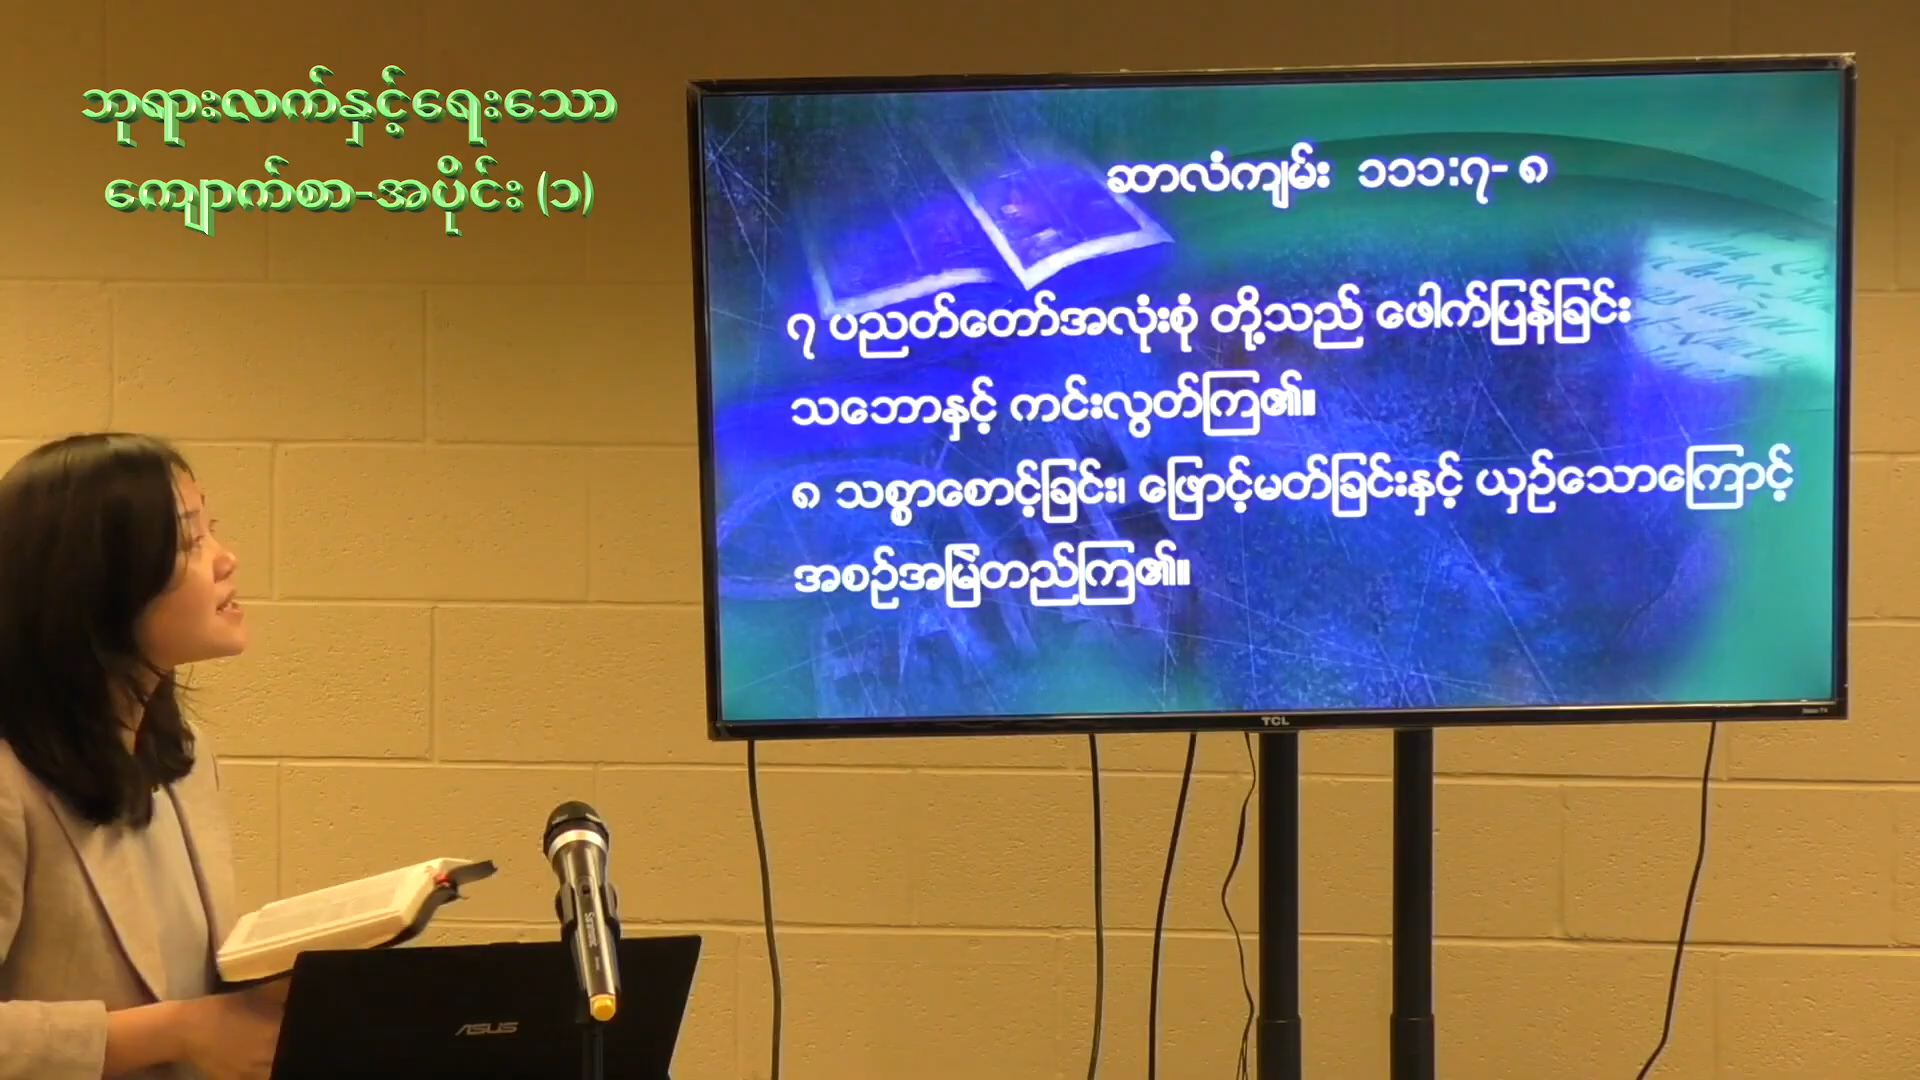 ဘုရားလက်နှင့်ရေးသော
ကျောက်စာ-အပိုင်း (၁)
ဆာလံကျမ်း ၁၁၁:၇- ၈
၇ ပညတ်တော်အလုံးစုံ တို့သည် ဖေါက်ပြန်ခြင်း
သဘောနှင့် ကင်းလွတ်ကြ၏။
၈ သစ္စာစောင့်ခြင်း၊ ဖြောင့်မတ်ခြင်းနှင့် ယှဉ်သောကြောင့်
အစဉ်အမြဲတည်ကြ၏။
TCL
ASUS